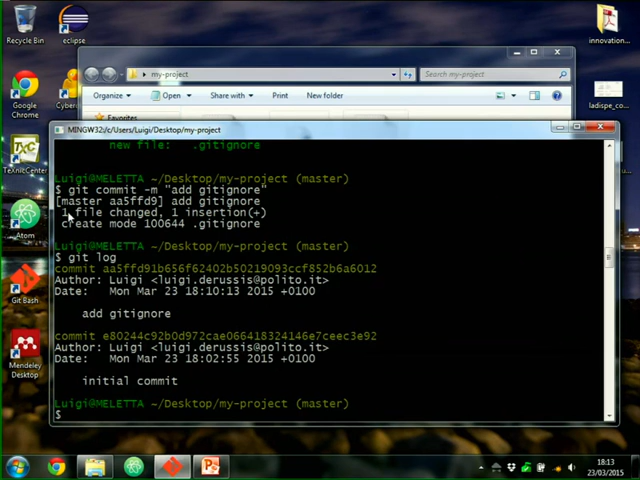 Recycle Bin
eclipse
innovation...
my-project
Search my-project
Organize
Open
Share with
Print
New folder
Favorites
Google
Chrome
Cyber
ladispe_lan...
MINGW32:/c/Users/Luigi/Desktop/my-project
new file:   .gitignore
Luigi@MELETTA ~/Desktop/my-project (master)
$ git commit -m "add gitignore"
[master aa5ffd9] add gitignore
1 file changed, 1 insertion(+)
create mode 100644 .gitignore
Luigi@MELETTA ~/Desktop/my-project (master)
$ git log
commit aa5ffd91b656f62402b50219093ccf852b6a6012
Author: Luigi <luigi.derussis@polito.it>
Date:   Mon Mar 23 18:10:13 2015 +0100
add gitignore
commit e80244c92b0d972cae066418324146e7ceec3e92
Author: Luigi <luigi.derussis@polito.it>
Date:   Mon Mar 23 18:02:55 2015 +0100
initial commit
Luigi@MELETTA ~/Desktop/my-project (master)
$
TeXnicCenter
Atom
Git Bash
Mendeley
Desktop
18:13
23/03/2015